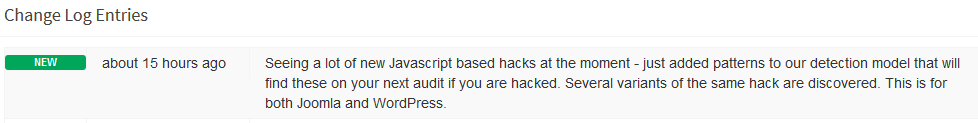 Change Log Entries
NEW about 15 hours ago Seeing a lot of new Javascript based hacks at the moment - just added patterns to our detection model that will
find these on your next audit if you are hacked. Several variants of the same hack are discovered. This is for
both Joomla and WordPress.